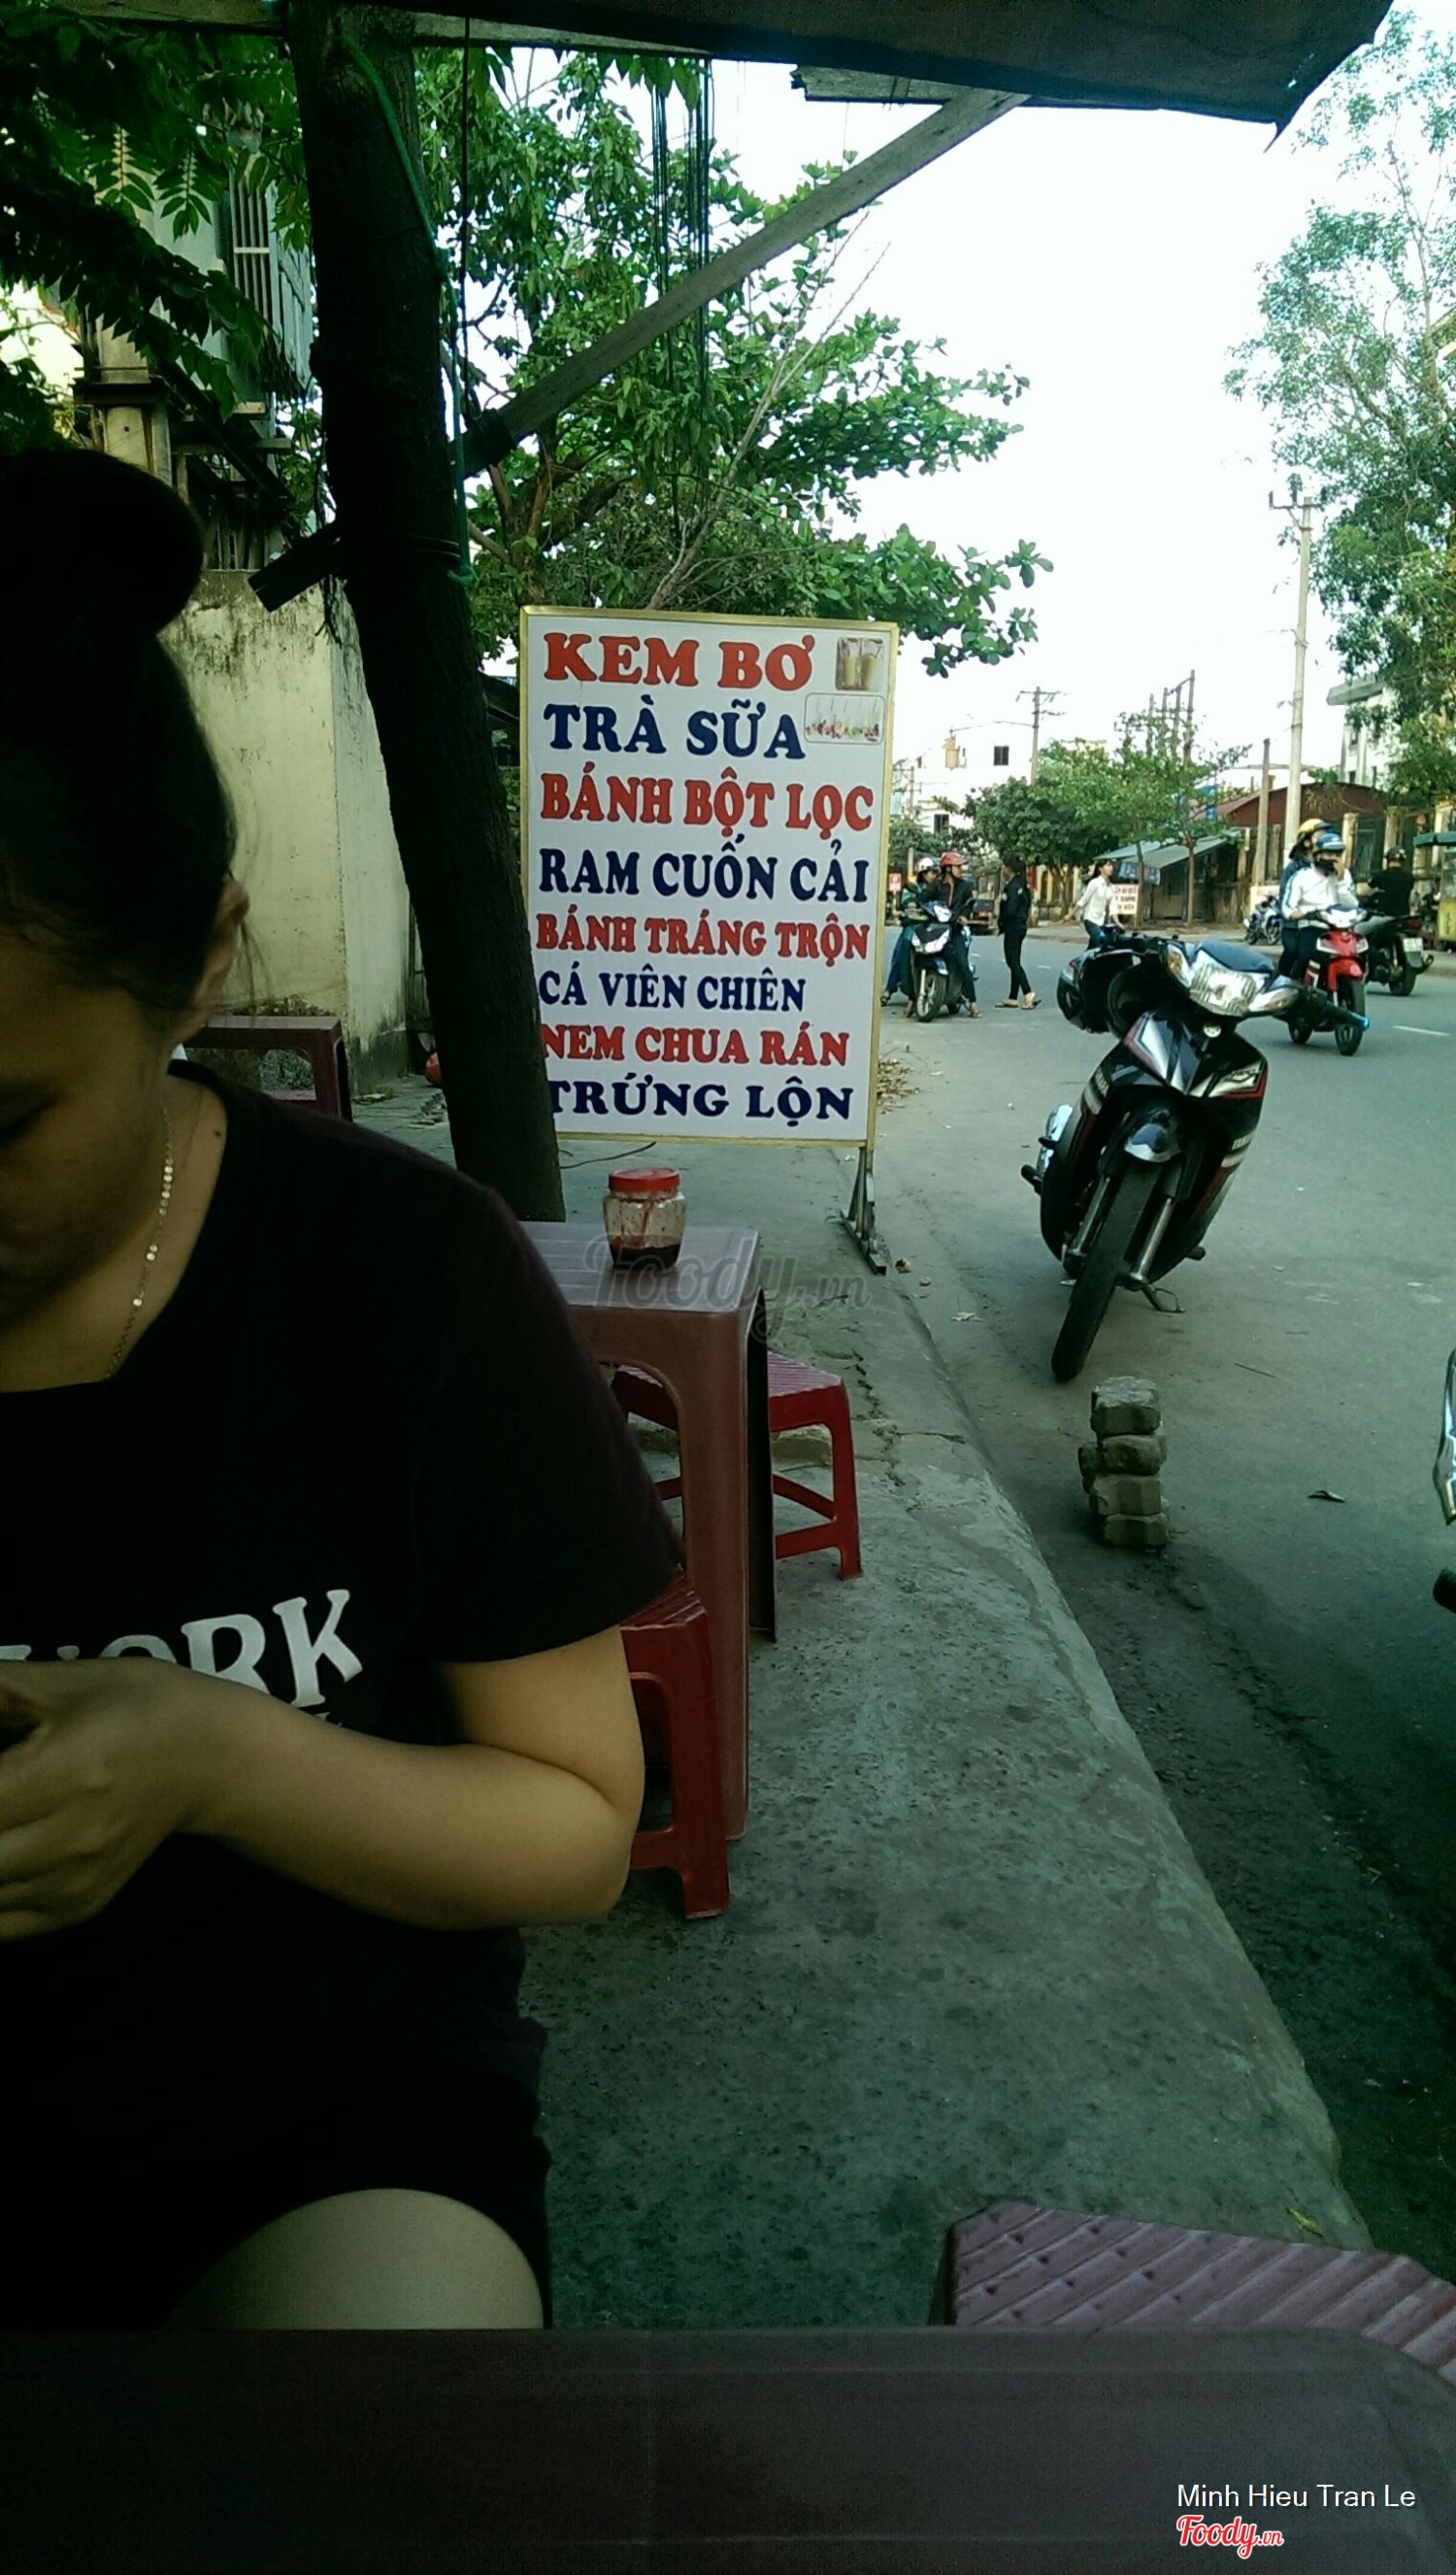 KEM BƠ
TRÀ SỮA
BÁNH BỘT LỌC
RAM CUỐN CẢI
BÁNH TRÁNG TRỘN
CÁ VIÊN CHIÊN
NEM CHUA RÁN
TRỨNG LỘN
Foody.vn
Minh Hieu Tran Le
Foody.vn